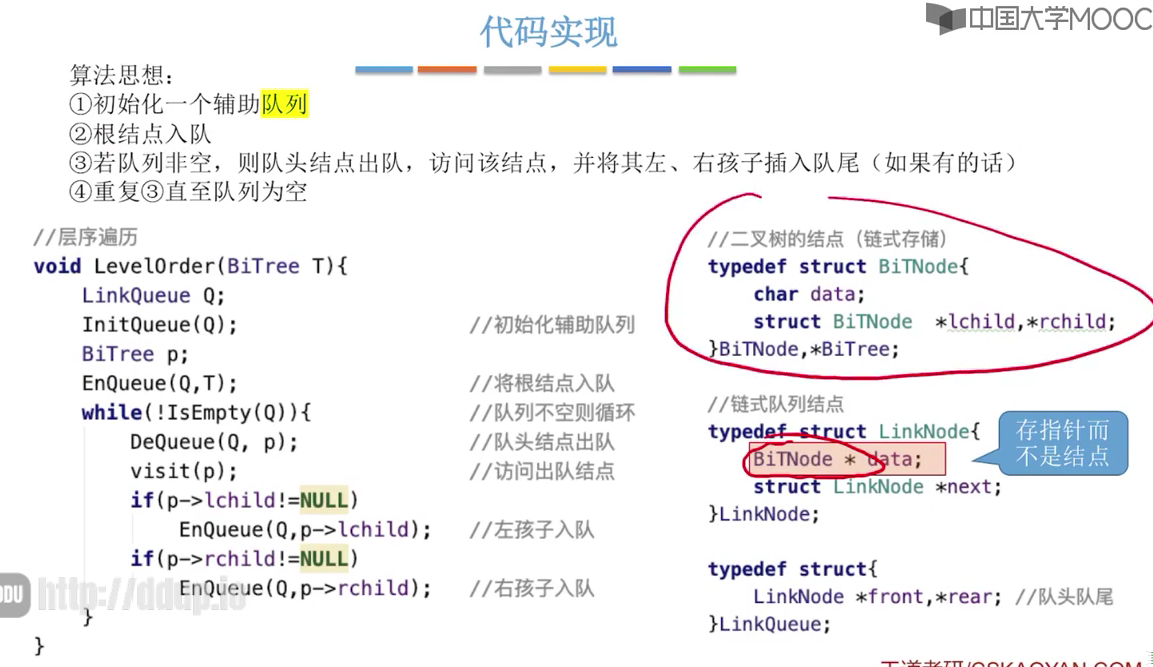 中国大学MOOC
代码实现
算法思想：
①初始化一个辅助队列
②根结点入队
③若队列非空，则队头结点出队，访问该结点，并将其左、右孩子插入队尾（如果有的话）
④重复③直至队列为空
//层序遍历
void LevelOrder(BiTree T){
LinkQueue Q;
InitQueue(Q); //初始化辅助队列
BiTree p;
EnQueue(Q,T); //将根结点入队
while(!IsEmpty(Q)){ //队列不空则循环
DeQueue(Q, p); //队头结点出队
visit(p); //访问出队结点
if(p->lchild!=NULL)
EnQueue(Q,p->lchild); //左孩子入队
if(p->rchild!=NULL)
EnQueue(Q,p->rchild); //右孩子入队
}
}
//二叉树的结点（链式存储）
typedef struct BiTNode{
char data;
struct BiTNode *lchild,*rchild;
}BiTNode,*BiTree;
//链式队列结点
typedef struct LinkNode{
BiTNode * data;
struct LinkNode *next;
}LinkNode;
存指针而
不是结点
typedef struct{
LinkNode *front,*rear; //队头队尾
}LinkQueue;
DDU http://ddup.io
王道考研/CSKAOYAN.COM